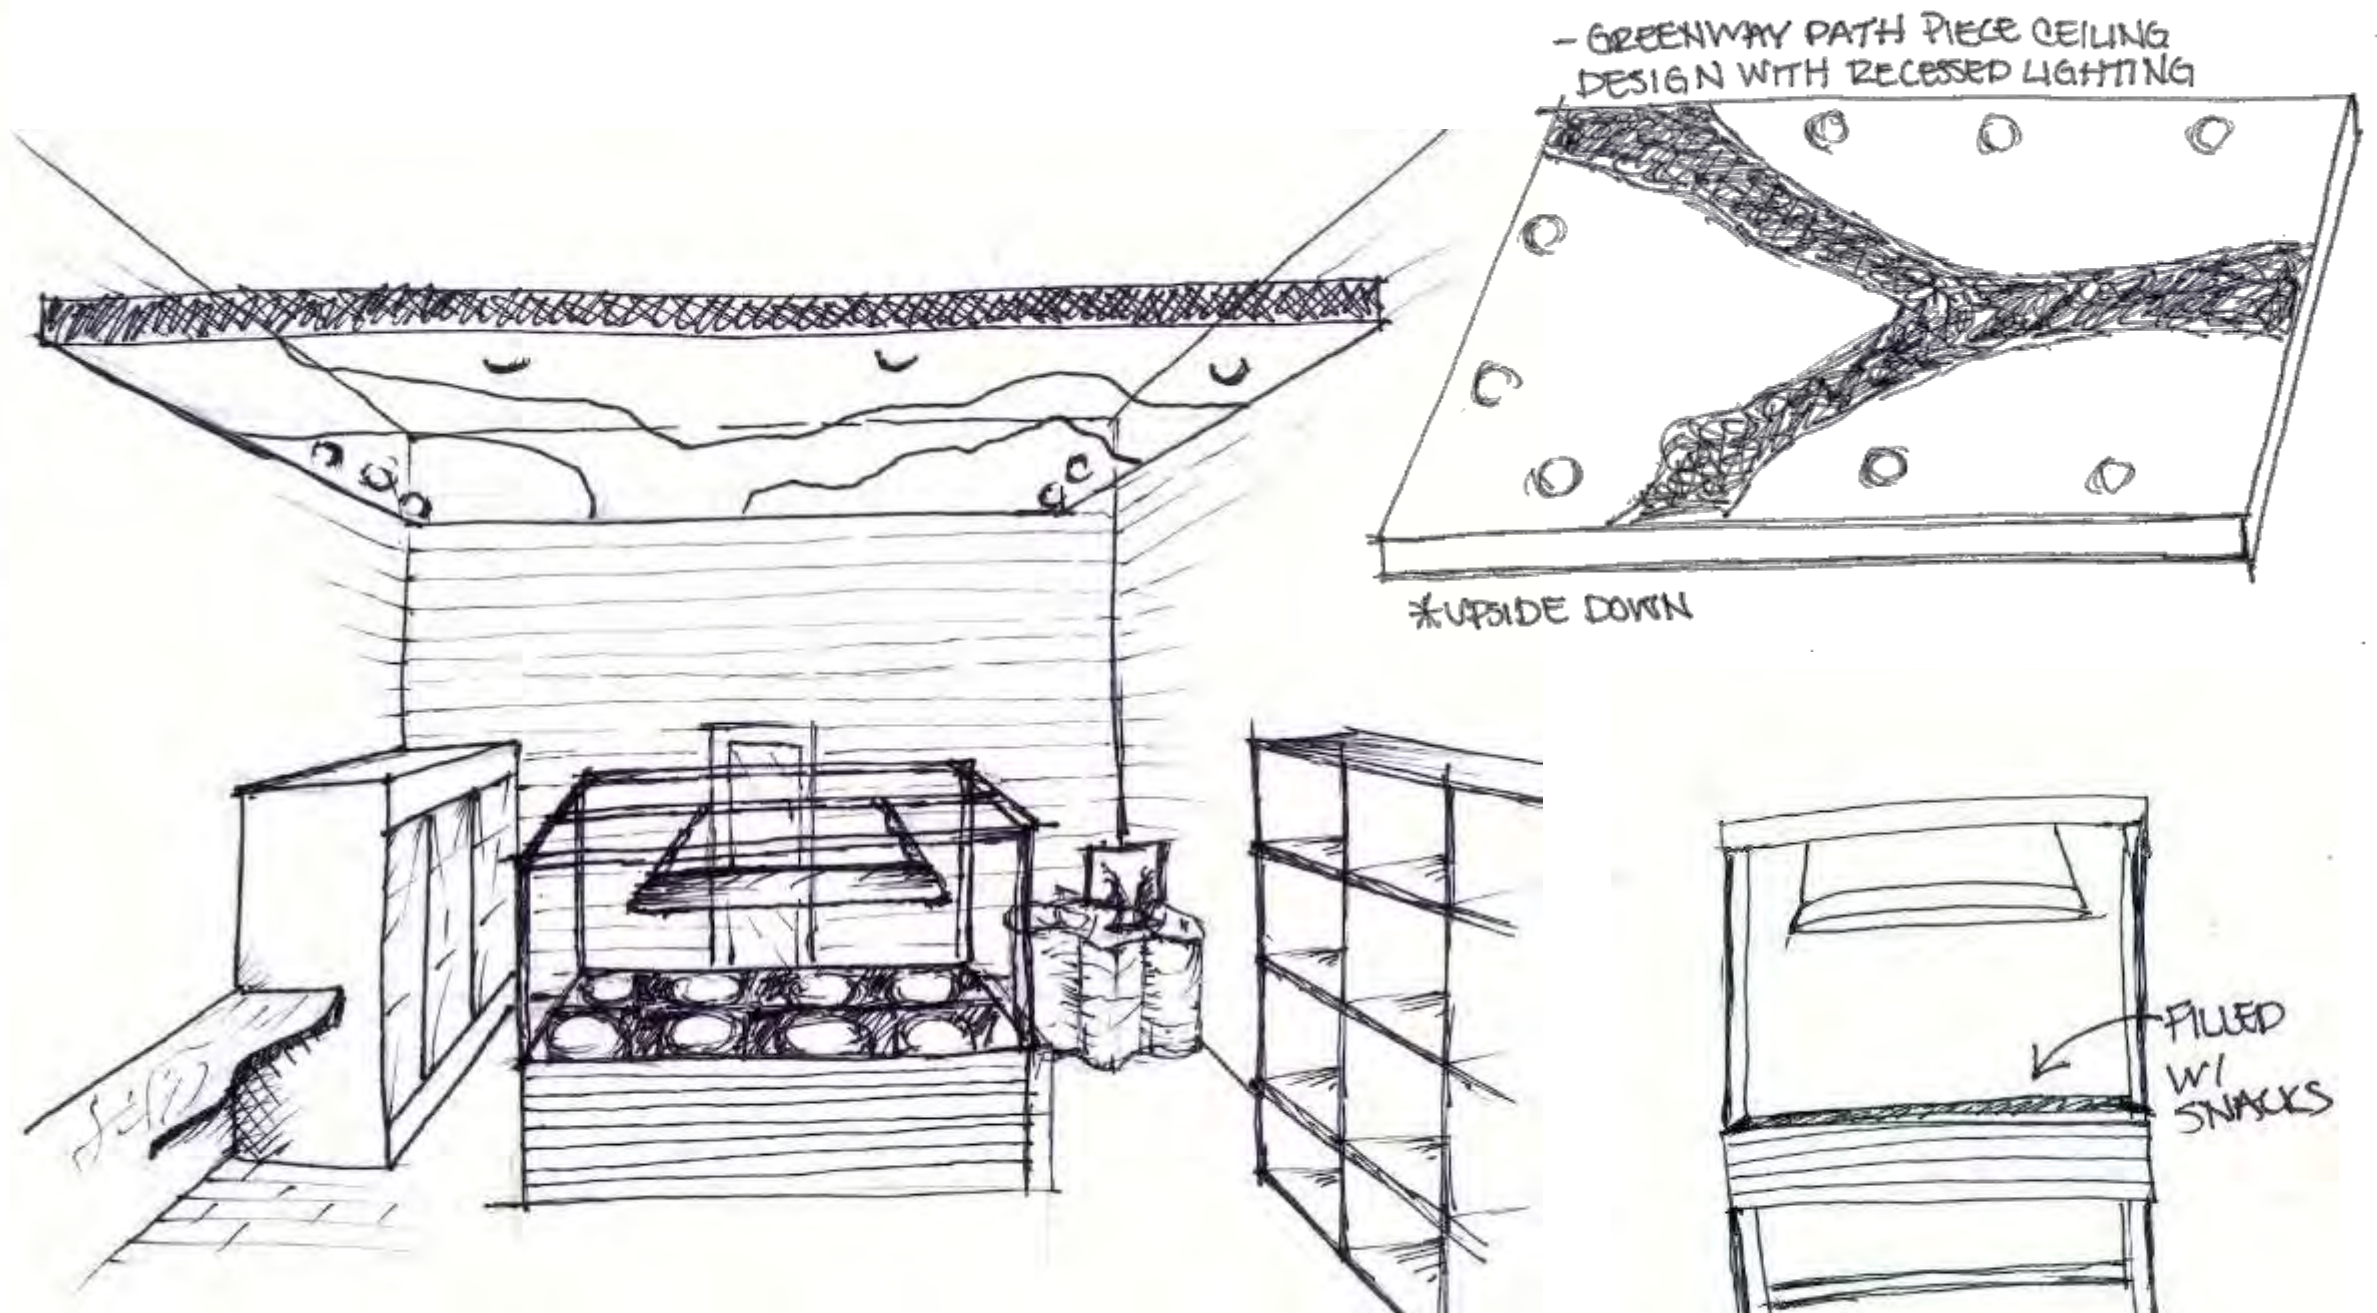 - GREENWAY PATH PIECE CEILING
DESIGN WITH RECESSED LIGHTING
*UPSIDE DOWN
FILLED
W/
SNACKS